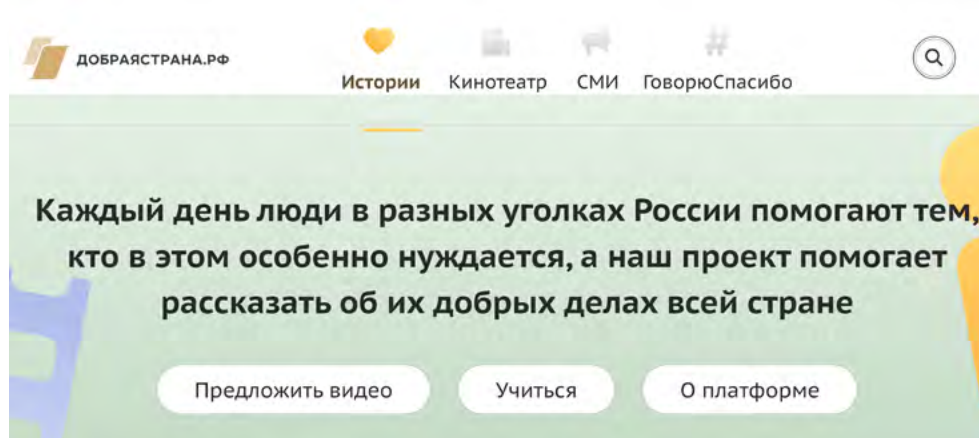 ДОБРАЯСТРАНА.РФ
Истории Кинотеатр СМИ ГоворюСпасибо
Каждый день люди в разных уголках России помогают тем,
кто в этом особенно нуждается, а наш проект помогает
рассказать об их добрых делах всей стране
Предложить видео Учиться О платформе